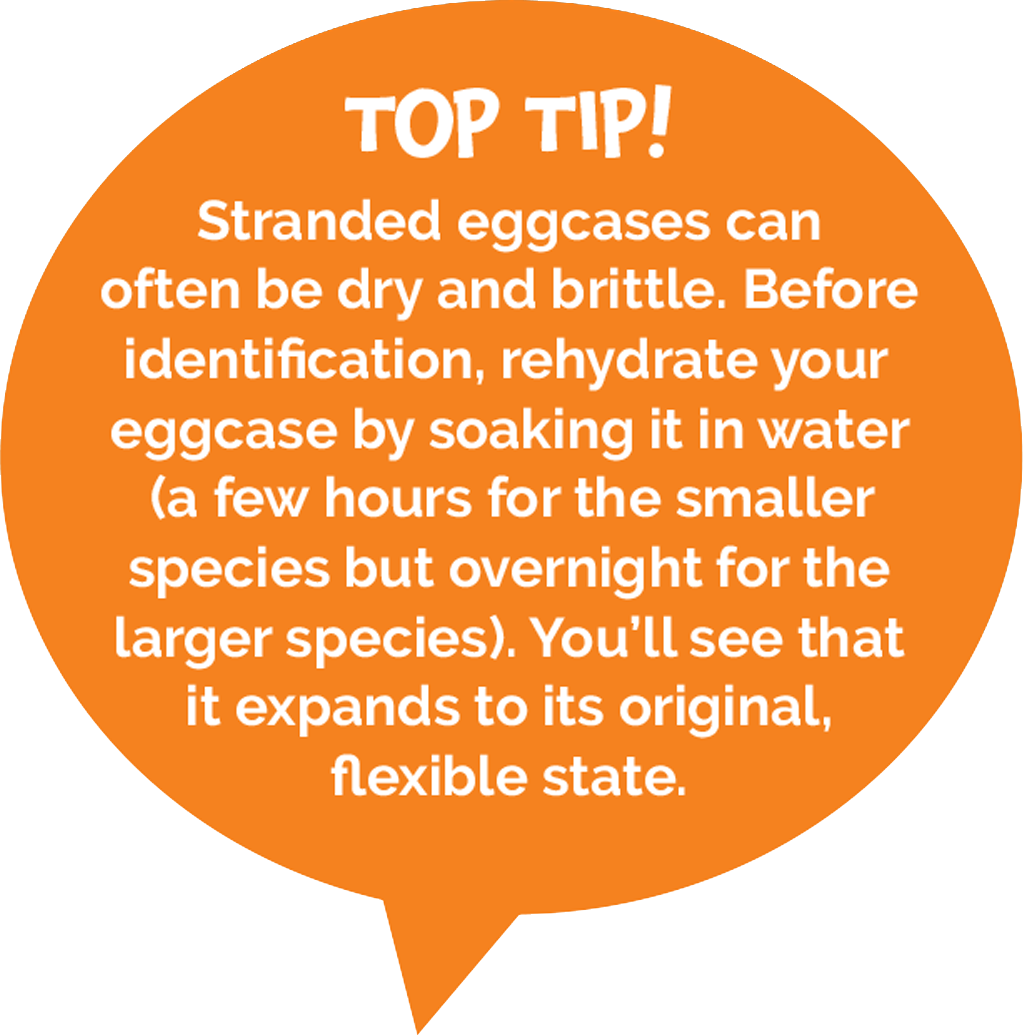 TOP TIP!
Stranded eggcases can
often be dry and brittle. Before
identification, rehydrate your
eggcase by soaking it in water
(a few hours for the smaller
species but overnight for the
larger species). You’ll see that
it expands to its original,
flexible state.